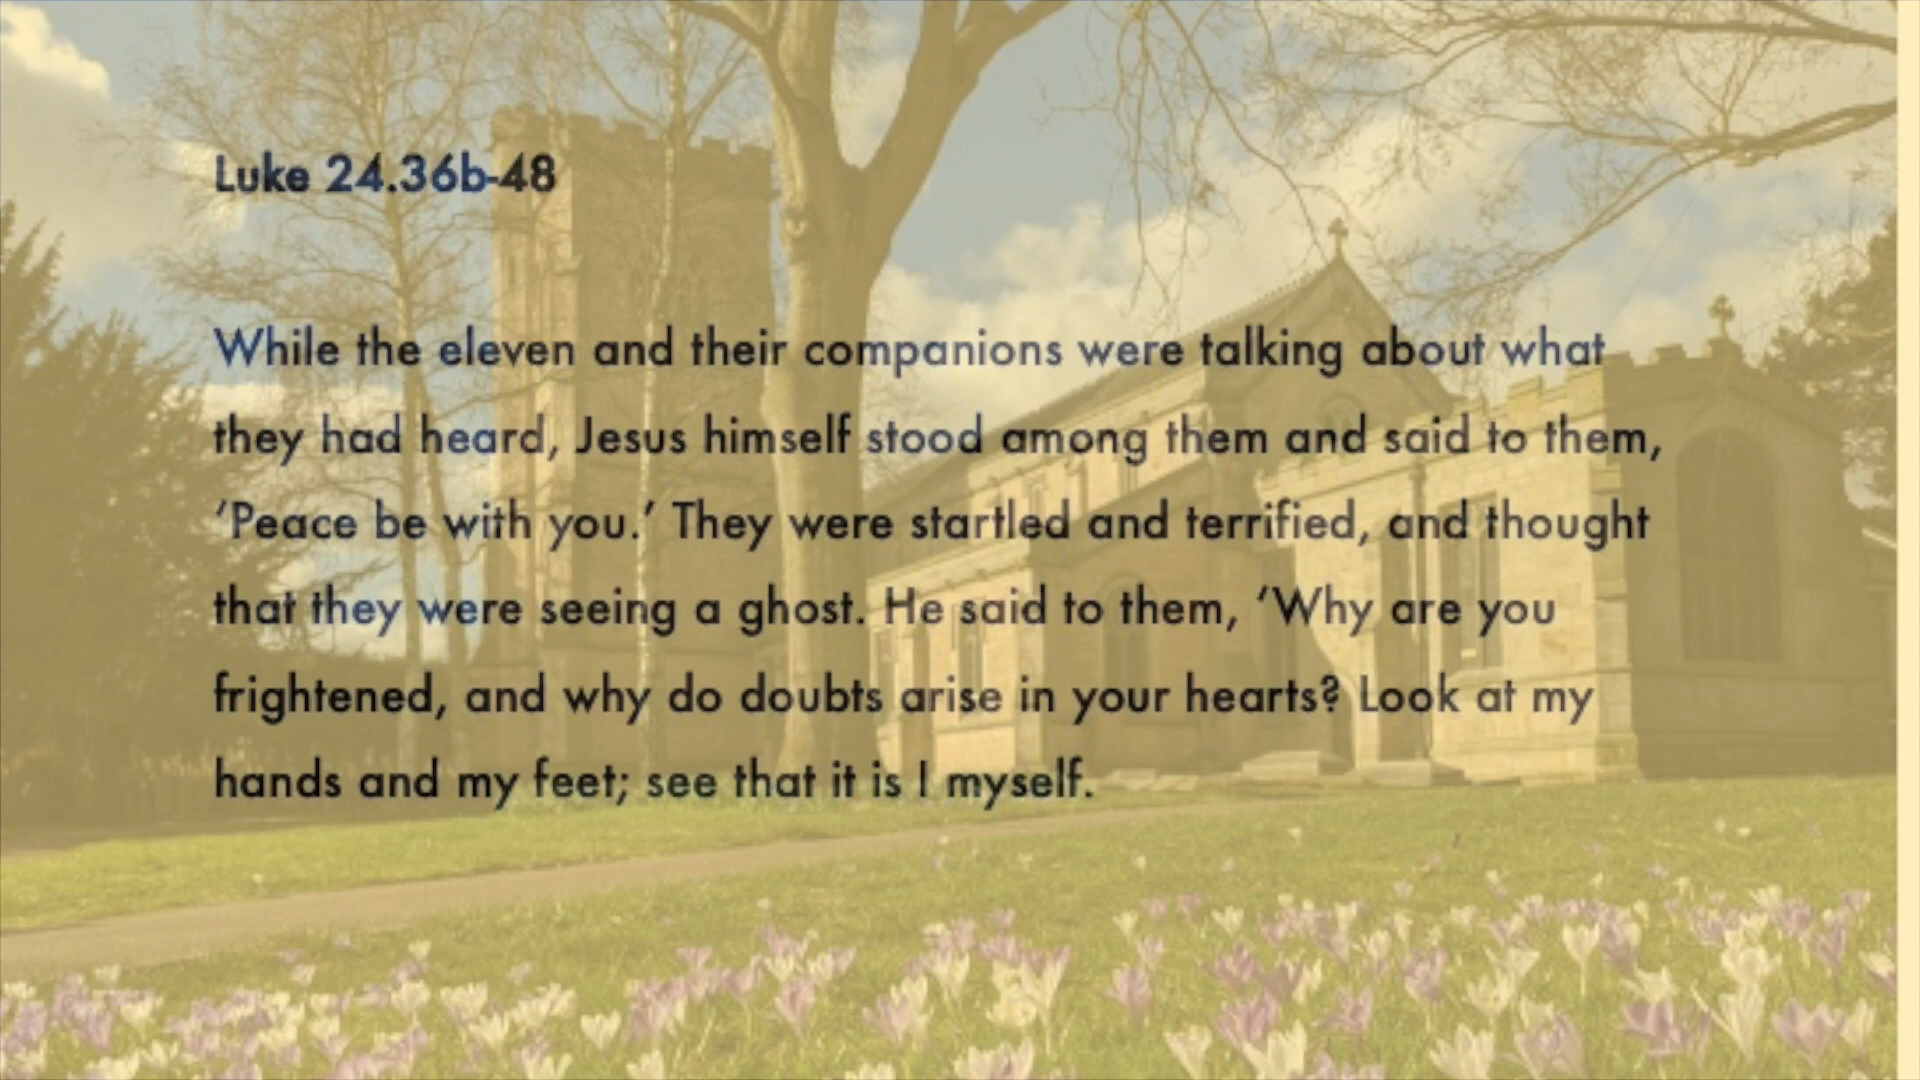 Luke 24.36b-48
While the eleven and their companions were talking about what
they had heard, Jesus himself stood among them and said to them,
‘Peace be with you.’ They were startled and terrified, and thought
that they were seeing a ghost. He said to them, ‘Why are you
frightened, and why do doubts arise in your hearts? Look at my
hands and my feet; see that it is I myself.